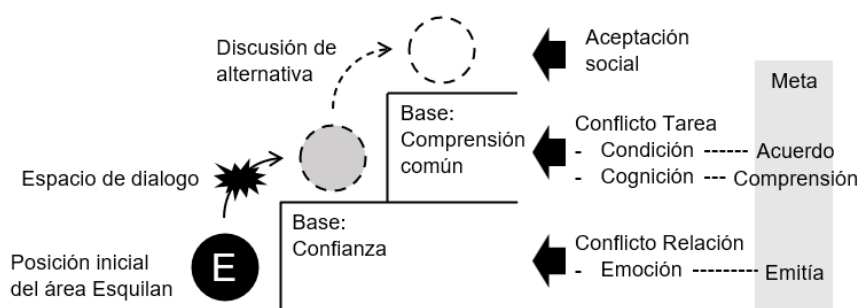 Discusión de
alternativa
Aceptación
social
Meta
Base:
Comprensión
común
Conflicto Tarea
- Condición
- Cognición
Acuerdo
Comprensión
Espacio de dialogo
Base:
Confianza
Posición inicial
del área Esquilan
E
Conflicto Relación
- Emoción
Emitía